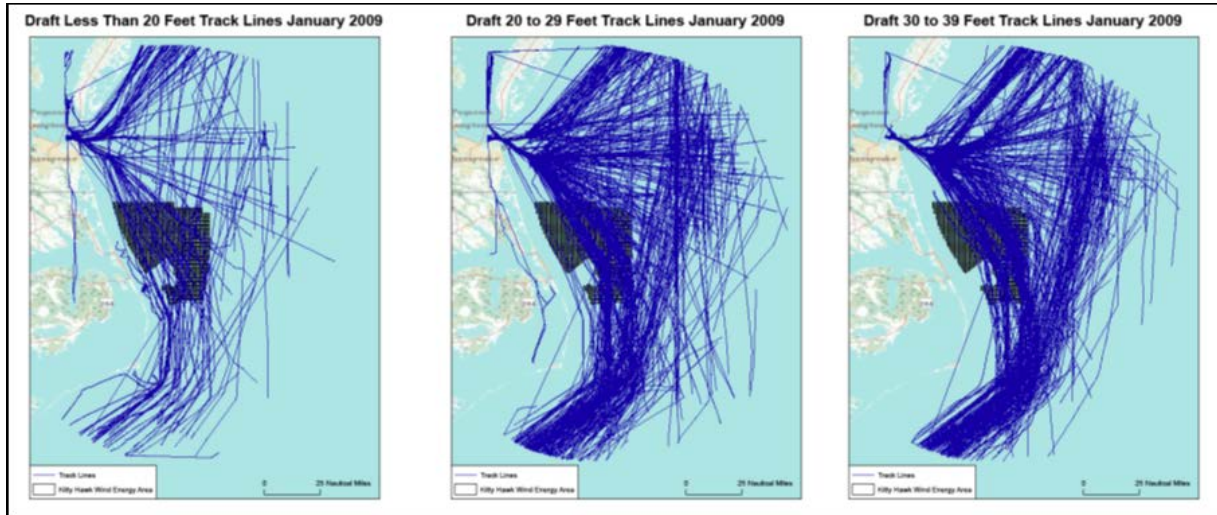 Draft Less Than 20 Feet Track Lines January 2009
Track Lines
Kitty Hawk Wind Energy Area
0 25 Nautical Miles
Draft 20 to 29 Feet Track Lines January 2009
Track Lines
Kitty Hawk Wind Energy Area
0 25 Nautical Miles
Draft 30 to 39 Feet Track Lines January 2009
Track Lines
Kitty Hawk Wind Energy Area
0 25 Nautical Miles